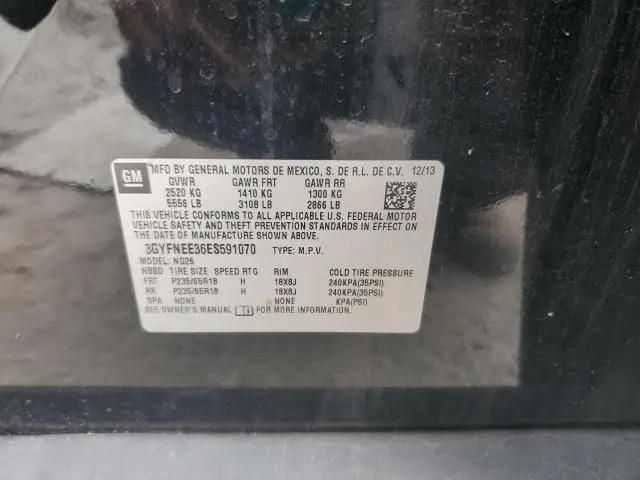 GM
MFD BY GENERAL MOTORS DE MEXICO, S. DE R.L. DE C.V. 12/13
GVWR GAWR FRT GAWR RR
2520 KG 1410 KG 1300 KG
5556 LB 3108 LB 2866 LB
THIS VEHICLE CONFORMS TO ALL APPLICABLE U.S. FEDERAL MOTOR
VEHICLE SAFETY AND THEFT PREVENTION STANDARDS IN EFFECT ON
THE DATE OF MANUFACTURE SHOWN ABOVE.
3GYFNEE36ES591070 TYPE: M.P.V.
MODEL: NG26
NBBD TIRE SIZE SPEED RTG RIM COLD TIRE PRESSURE
FRT P235/65R18 H 18X8J 240KPA(35PSI)
RR P235/65R18 H 18X8J 240KPA(35PSI)
SPA NONE NONE KPA(PSI)
SEE OWNER'S MANUAL FOR MORE INFORMATION.